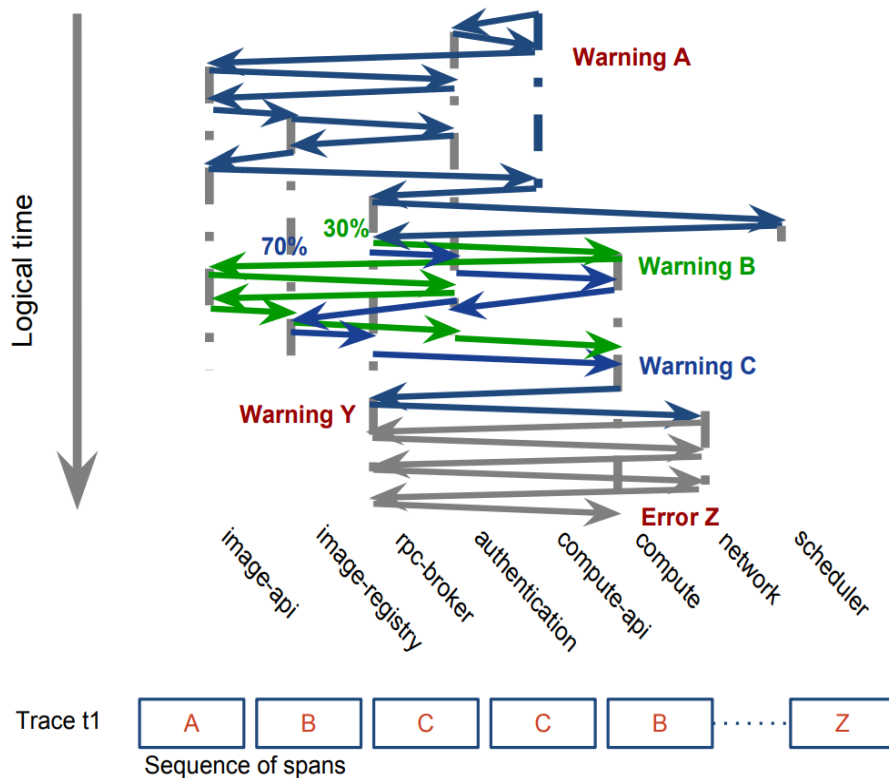 Warning A
Logical time
30%
70%
Warning B
Warning C
Warning Y
Error Z
image-api
image-registry
rpc-broker
authentication
compute-api
compute
network
scheduler
Trace t1
A
B
C
C
B
Z
Sequence of spans